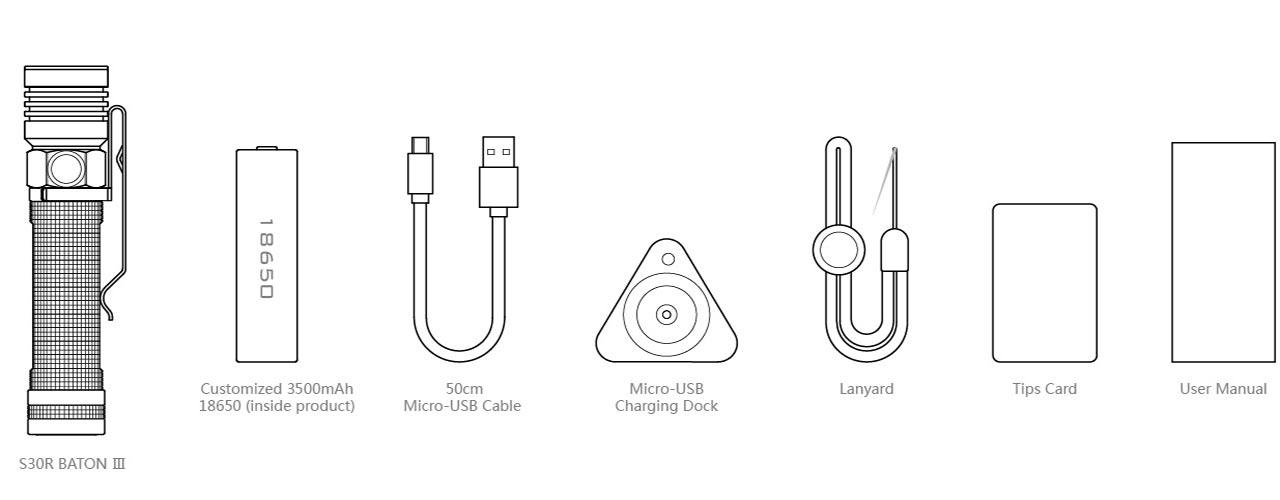 18650
Customized 3500mAh
18650 (inside product)
50cm
Micro-USB Cable
Micro-USB
Charging Dock
Lanyard
Tips Card
User Manual
S30R BATON Ⅲ